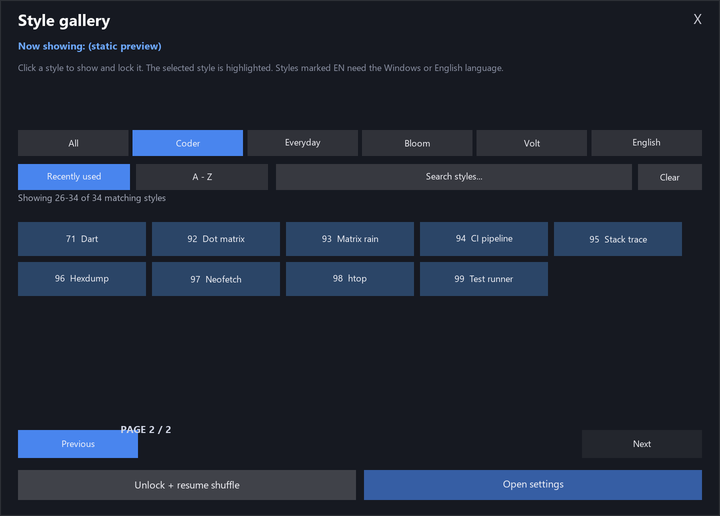 Style gallery X
Now showing: (static preview)
Click a style to show and lock it. The selected style is highlighted. Styles marked EN need the Windows or English language.
All Coder Everyday Bloom Volt English
Recently used A - Z Search styles... Clear
Showing 26-34 of 34 matching styles
71 Dart 92 Dot matrix 93 Matrix rain 94 CI pipeline 95 Stack trace
96 Hexdump 97 Neofetch 98 htop 99 Test runner
PAGE 2 / 2
Previous Next
Unlock + resume shuffle Open settings